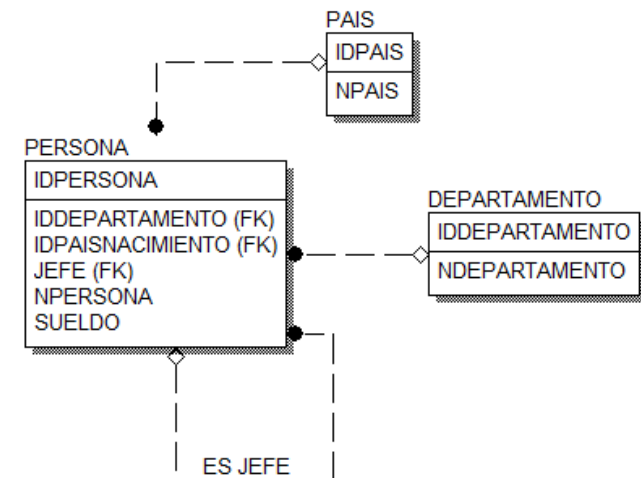 PAIS
IDPAIS
NPAIS
PERSONA
IDPERSONA
IDDEPARTAMENTO (FK)
IDPAISNACIMIENTO (FK)
JEFE (FK)
NPERSONA
SUELDO
DEPARTAMENTO
IDDEPARTAMENTO
NDEPARTAMENTO
ES JEFE